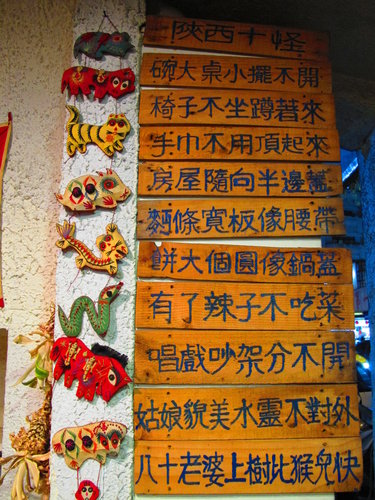 陝西十怪
碗大桌小擺不開
椅子不坐蹲著來
手巾不用頂起來
房屋隨向半邊蓋
麵條寬板像腰帶
餅大個圓像鍋蓋
有了辣子不吃菜
唱戲吵架分不開
姑娘貌美水靈不對外
八十老婆上樹比猴兒快